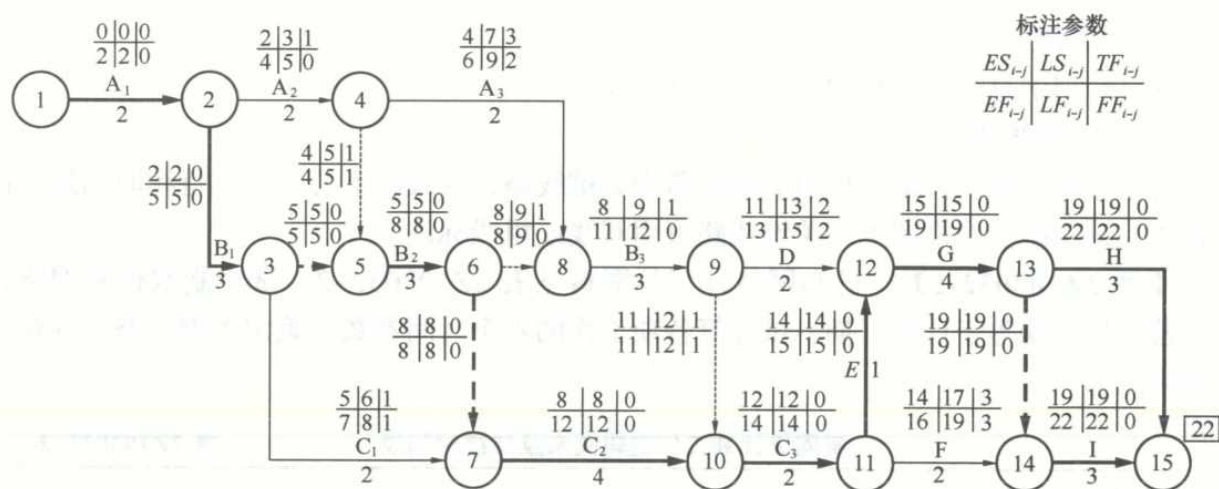 标注参数
ES i-j | LS i-j | TF i-j
EF i-j | LF i-j | FF i-j
0 0 0
2 2 0
A1
2
2 3 1
4 5 0
A2
2
4 7 3
6 9 2
A3
2
1
2
4
2 2 0
5 5 0
4 5 1
4 5 1
5 5 0
5 5 0
5 5 0
8 8 0
8 9 1
8 9 0
8 9 1
11 12 0
11 13 2
13 15 2
15 15 0
19 19 0
19 19 0
22 22 0
B1
3
3
5
B2
3
6
8
B3
3
9
D
2
12
G
4
13
H
3
8 8 0
8 8 0
11 12 1
11 12 1
14 14 0
15 15 0
19 19 0
19 19 0
E 1
5 6 1
7 8 1
8 8 0
12 12 0
12 12 0
14 14 0
14 17 3
16 19 3
19 19 0
22 22 0
22
C1
2
7
C2
4
10
C3
2
11
F
2
14
I
3
15